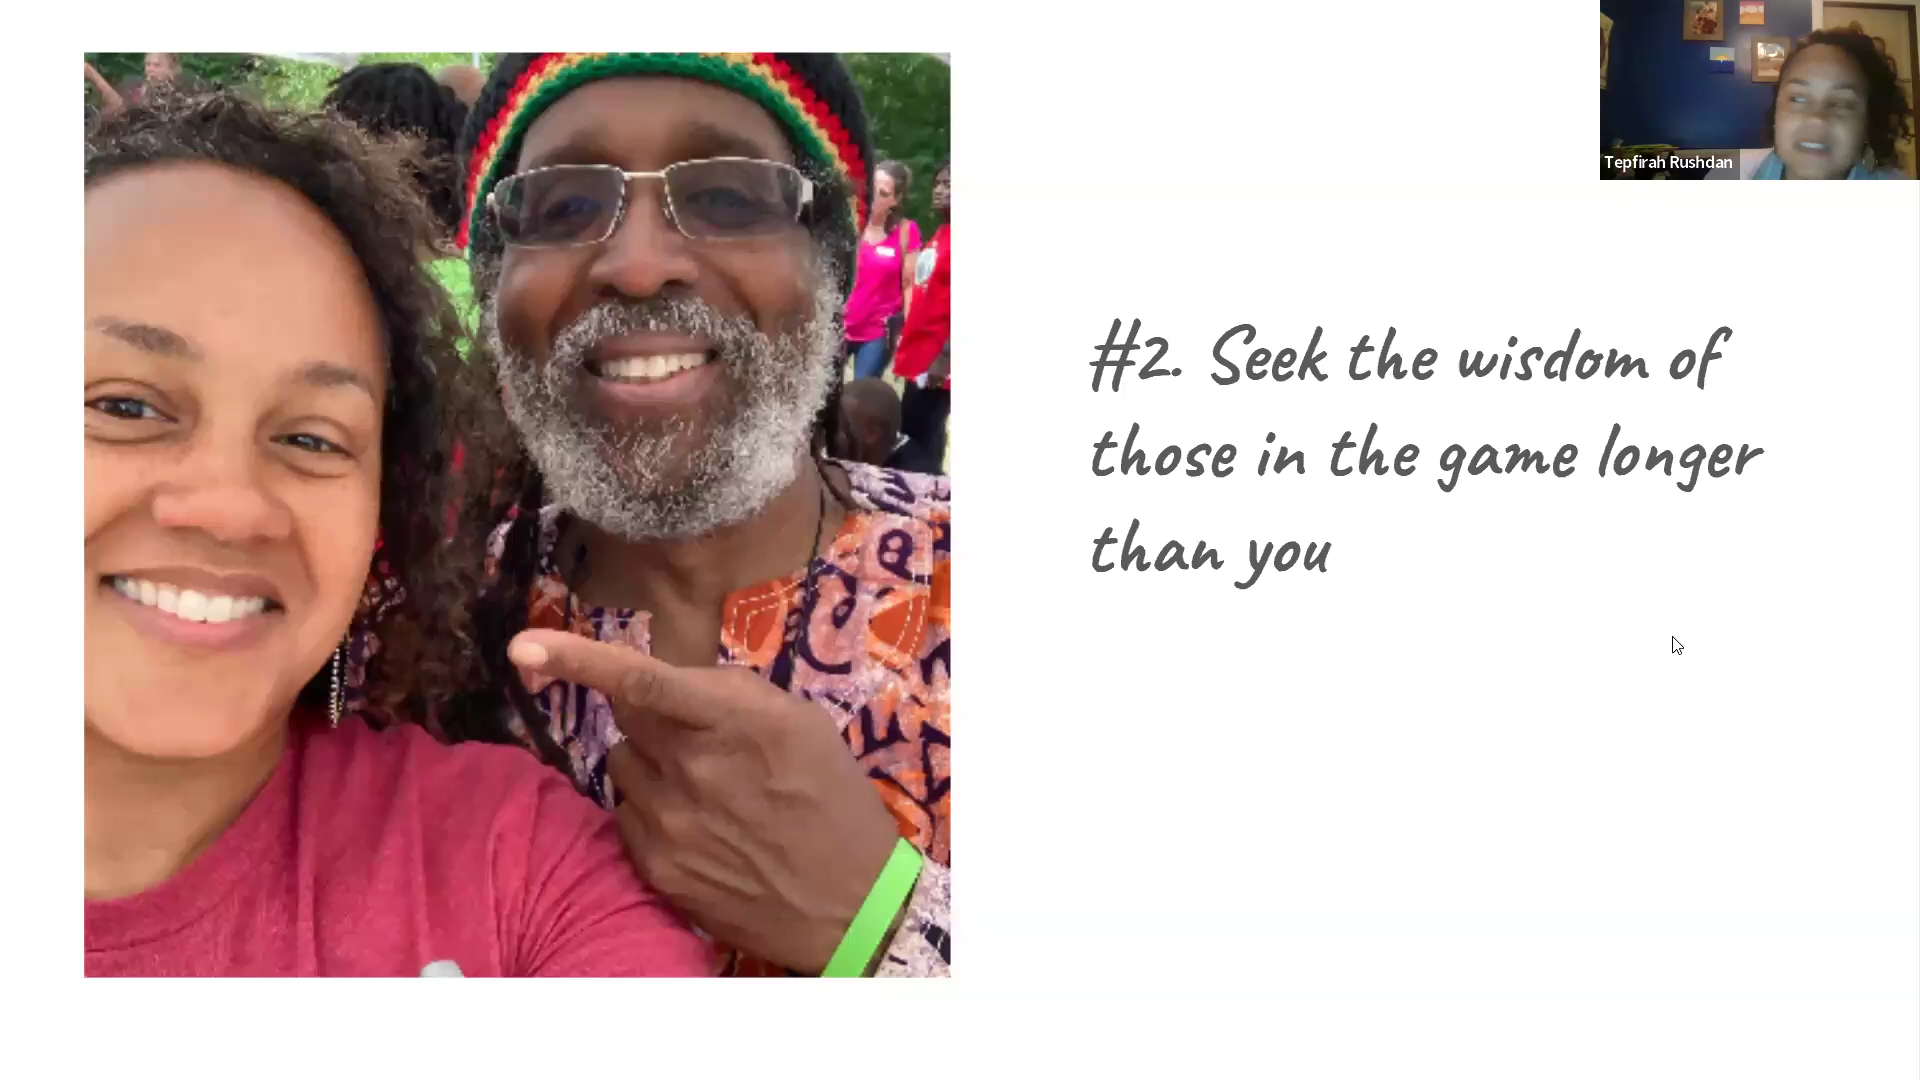 Tepfirah Rushdan
#2. Seek the wisdom of
those in the game longer
than you